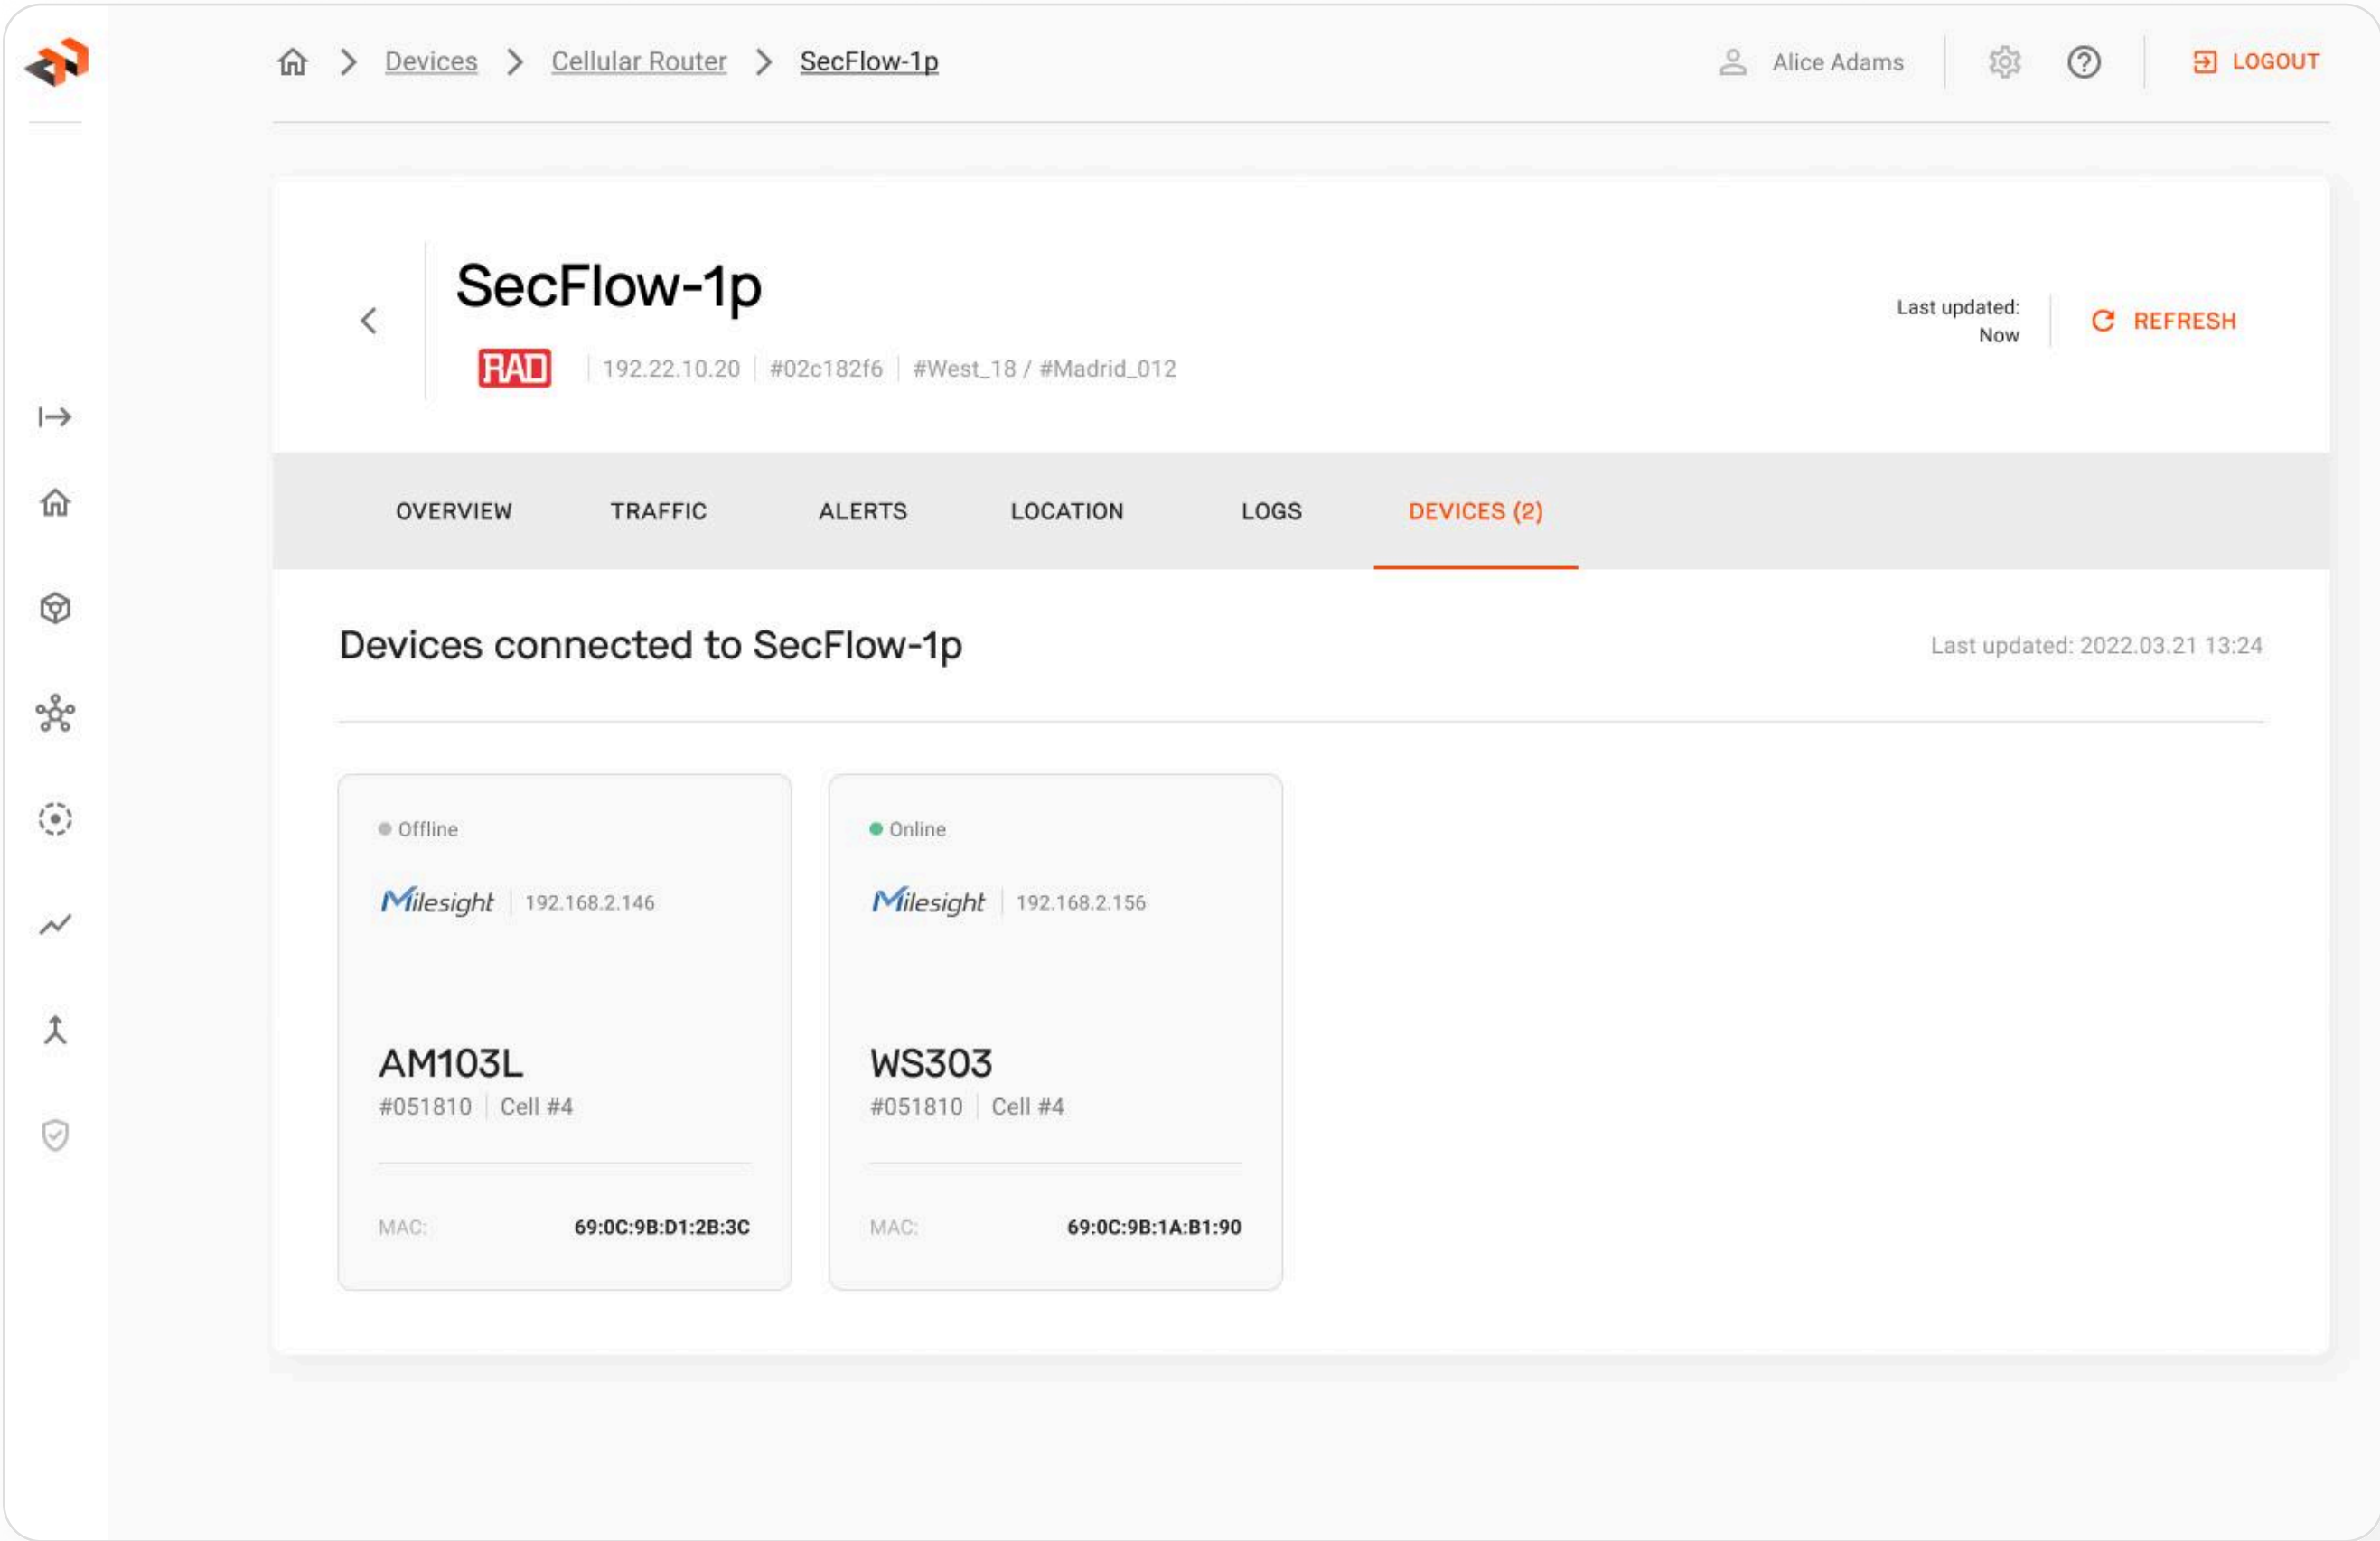 Devices Cellular Router SecFlow-1p Alice Adams LOGOUT
SecFlow-1p
RAD 192.22.10.20 #02c182f6 #West_18 / #Madrid_012
Last updated:
Now
REFRESH
OVERVIEW TRAFFIC ALERTS LOCATION LOGS DEVICES (2)
Devices connected to SecFlow-1p
Last updated: 2022.03.21 13:24
Offline
Milesight 192.168.2.146
AM103L
#051810 Cell #4
MAC: 69:0C:9B:D1:2B:3C
Online
Milesight 192.168.2.156
WS303
#051810 Cell #4
MAC: 69:0C:9B:1A:B1:90